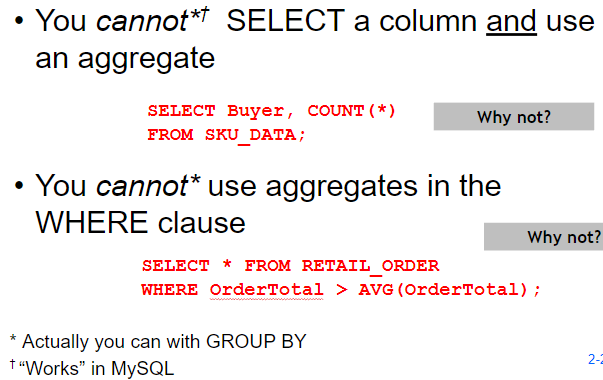 • You cannot*† SELECT a column and use
an aggregate
SELECT Buyer, COUNT(*)
FROM SKU_DATA;
Why not?
• You cannot* use aggregates in the
WHERE clause
Why not?
SELECT * FROM RETAIL_ORDER
WHERE OrderTotal > AVG(OrderTotal);
* Actually you can with GROUP BY
† “Works” in MySQL